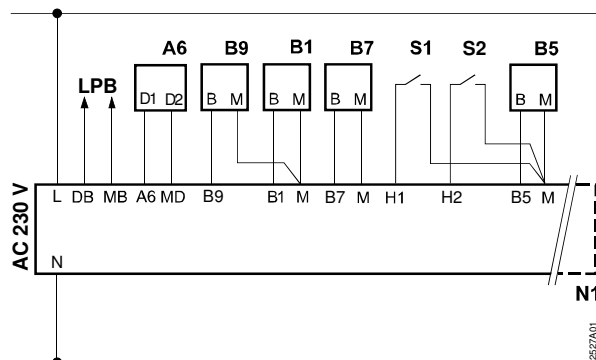 A6 B9 B1 B7 S1 S2 B5
LPB
D1 D2 B M B M B M B M
L DB MB A6 MD B9 B1 M B7 M H1 H2 B5 M
AC 230 V
N
N1
2527A01